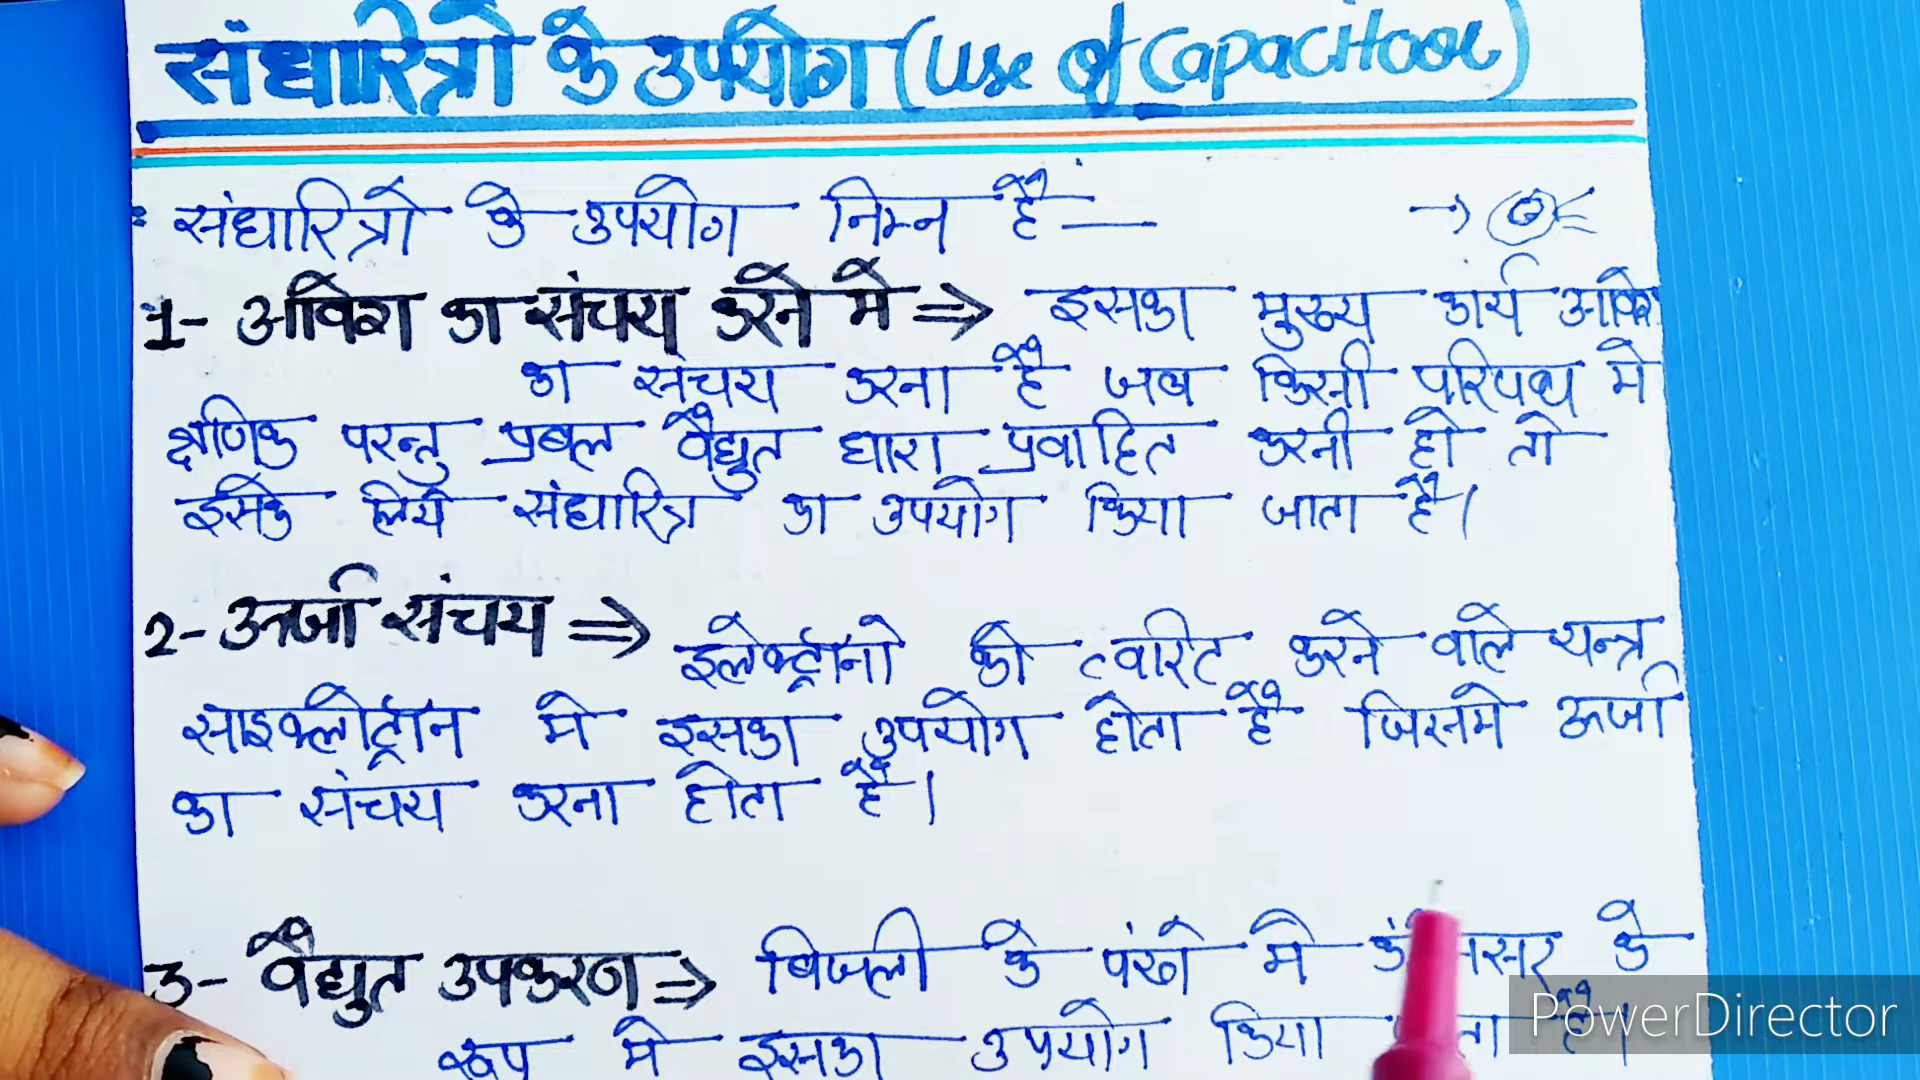 संधारित्रो के उपयोग (Use of Capacitoor)
संधारित्रो के उपयोग निम्न है —
1- आवेश का संचय करने मे ⇒ इसका मुख्य कार्य आवेश
का संचय करना है जब किसी परिपथ मे
क्षणिक परन्तु प्रबल वैद्युत धारा प्रवाहित करनी हो तो
इसके लिये संधारित्र का उपयोग किया जाता है।
2- ऊर्जा संचय ⇒ इलेक्ट्रॉनो को त्वरित करने वाले यन्त्र
साइक्लोट्रॉन मे इसका उपयोग होता है जिसमे ऊर्जा
का संचय करना होता है।
3- वैद्युत उपकरण ⇒ बिजली के पंखो मे के
रूप मे इसका उपयोग किया है।
PowerDirector